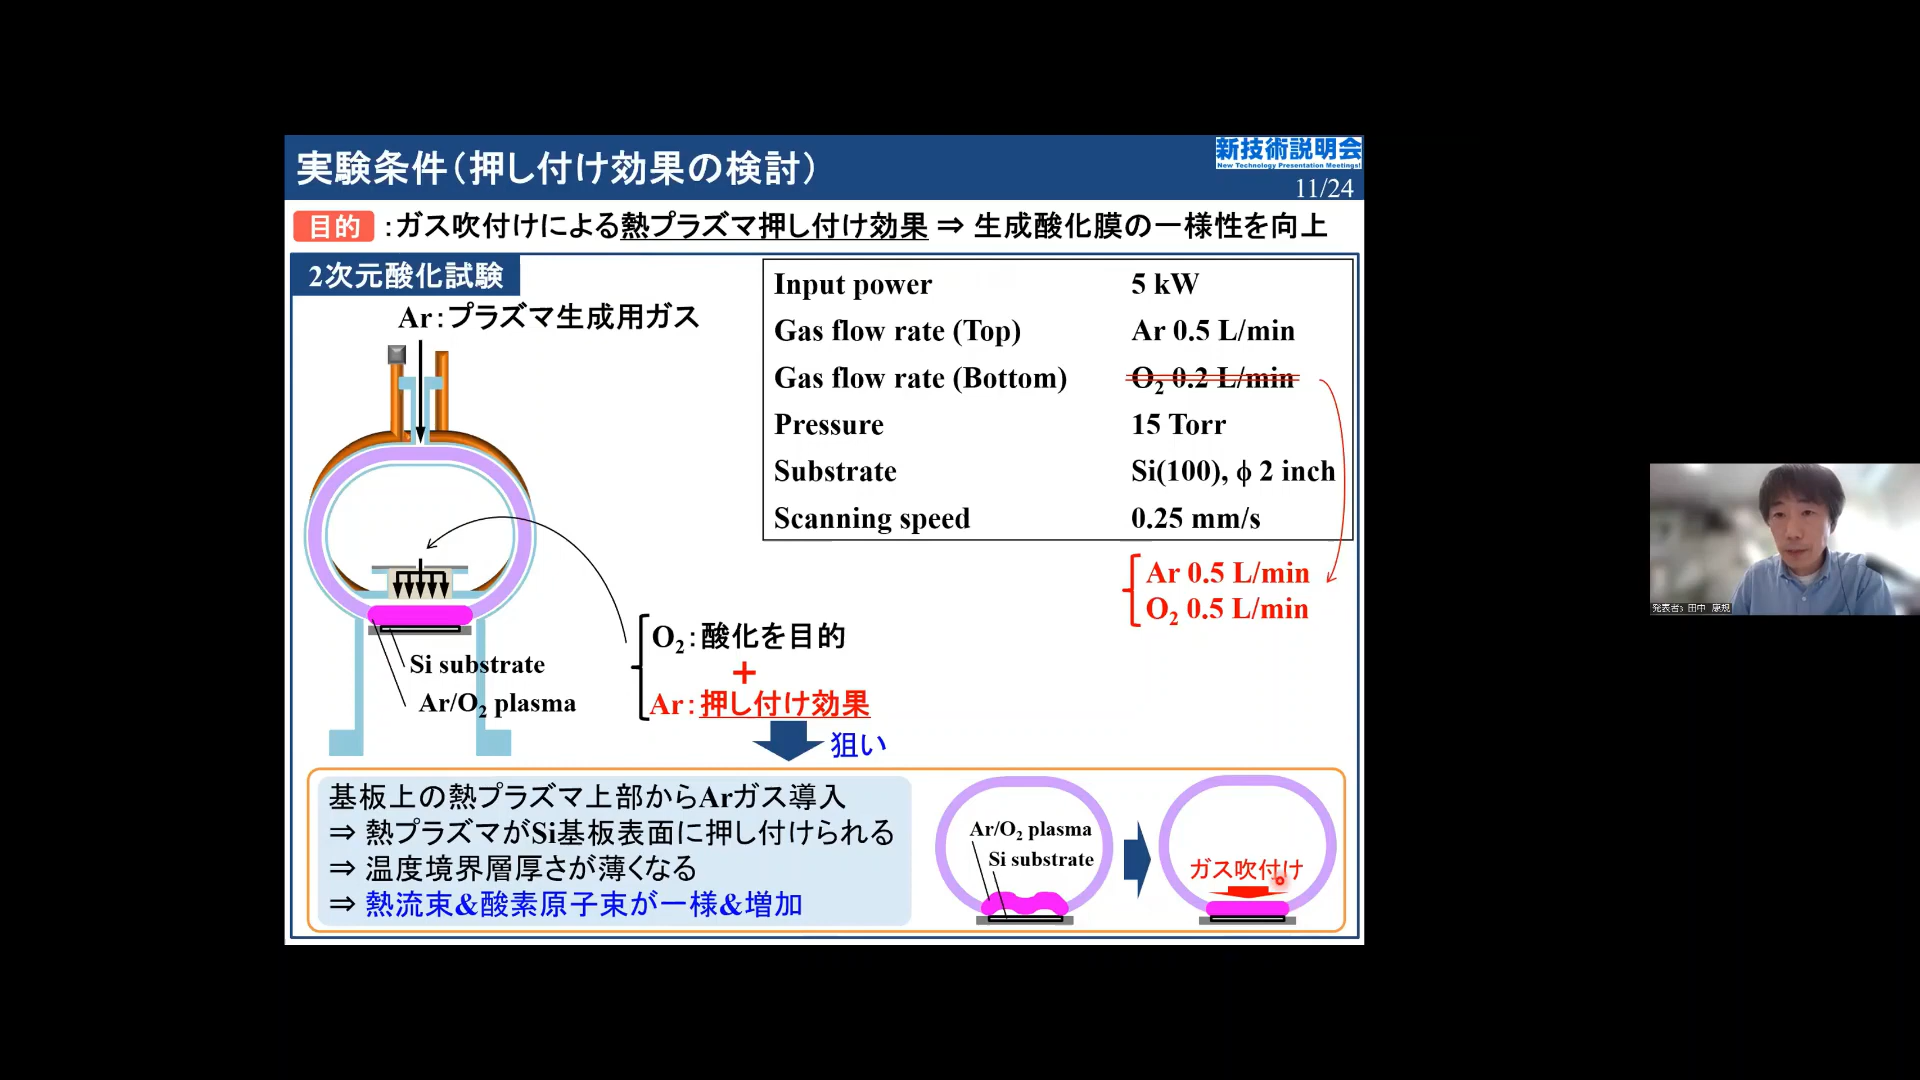 実験条件（押し付け効果の検討）
新技術説明会
New Technology Presentation Meetings!
11/24
目的：ガス吹付けによる熱プラズマ押し付け効果 ⇒ 生成酸化膜の一様性を向上
2次元酸化試験
Ar：プラズマ生成用ガス
Input power 5 kW
Gas flow rate (Top) Ar 0.5 L/min
Gas flow rate (Bottom) O₂ 0.2 L/min
Pressure 15 Torr
Substrate Si(100), ϕ 2 inch
Scanning speed 0.25 mm/s
Ar 0.5 L/min
O₂ 0.5 L/min
O₂：酸化を目的
+
Ar：押し付け効果
Si substrate
Ar/O₂ plasma
狙い
基板上の熱プラズマ上部からArガス導入
⇒ 熱プラズマがSi基板表面に押し付けられる
⇒ 温度境界層厚さが薄くなる
⇒ 熱流束&酸素原子束が一様&増加
Ar/O₂ plasma
Si substrate
ガス吹付け
発表者3 田中 康規